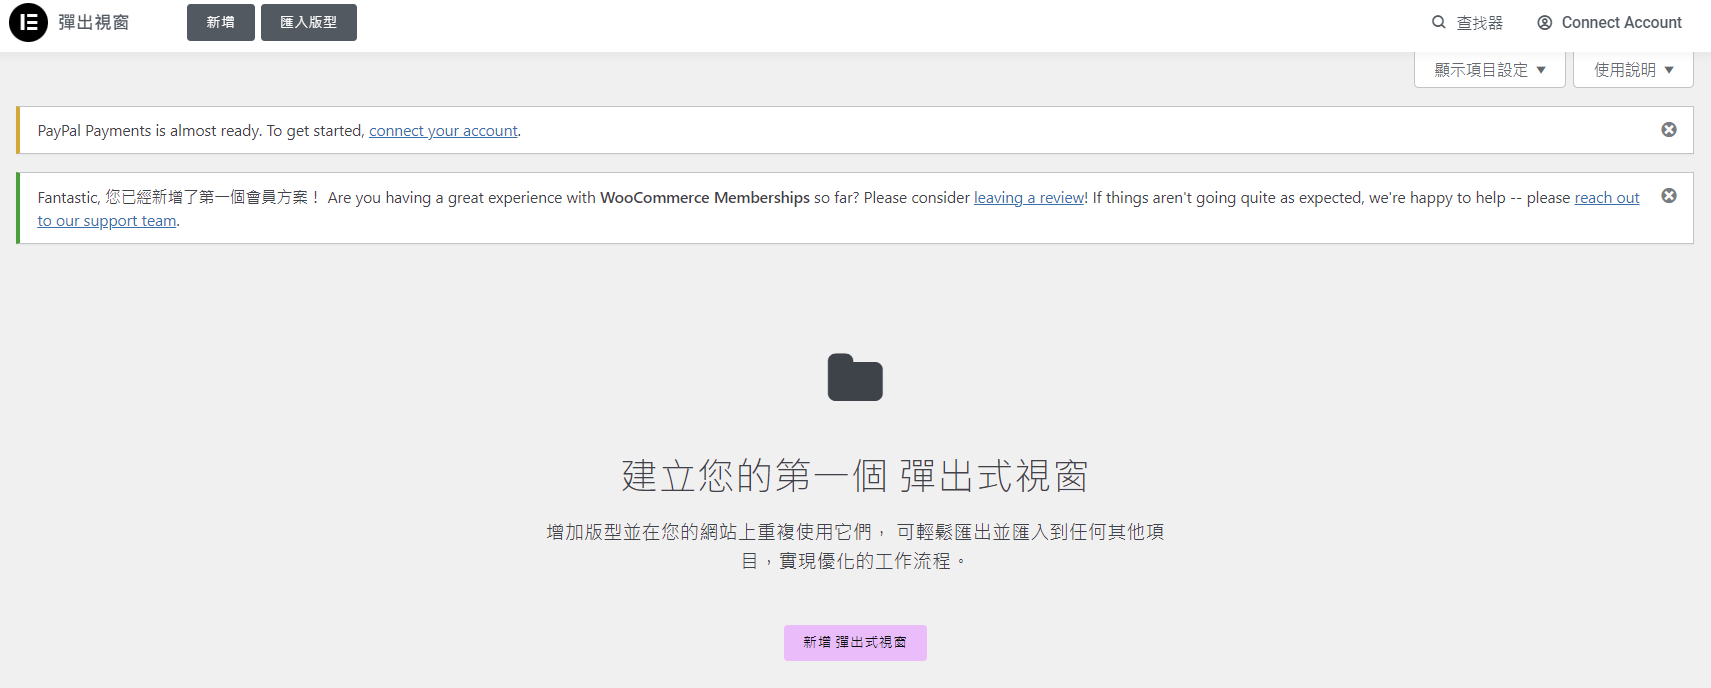 彈出視窗
新增
匯入版型
查找器
Connect Account
顯示項目設定 ▼
使用說明 ▼
PayPal Payments is almost ready. To get started, connect your account.
Fantastic, 您已經新增了第一個會員方案！ Are you having a great experience with WooCommerce Memberships so far? Please consider leaving a review! If things aren't going quite as expected, we're happy to help -- please reach out
to our support team.
建立您的第一個 彈出式視窗
增加版型並在您的網站上重複使用它們， 可輕鬆匯出並匯入到任何其他項
目，實現優化的工作流程。
新增 彈出式視窗